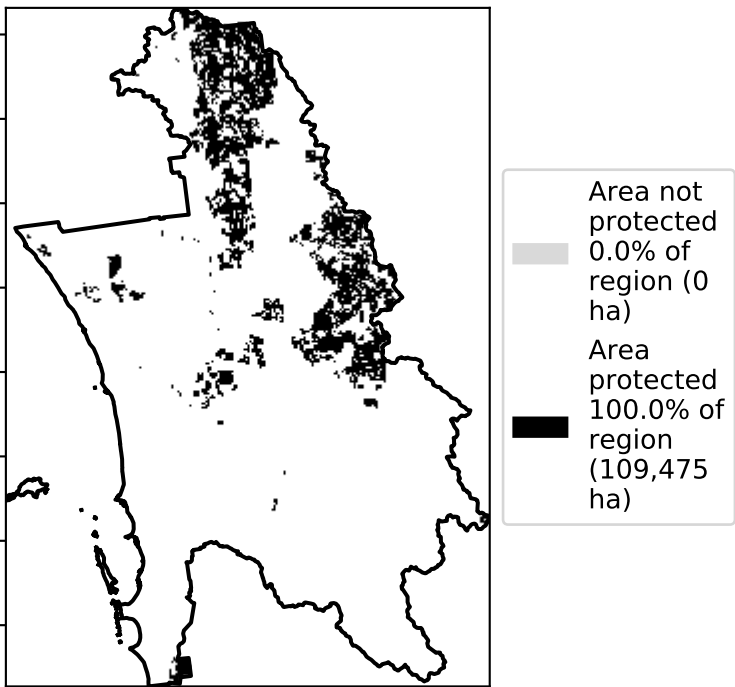 Area not
protected
0.0% of
region (0
ha)
Area
protected
100.0% of
region
(109,475
ha)